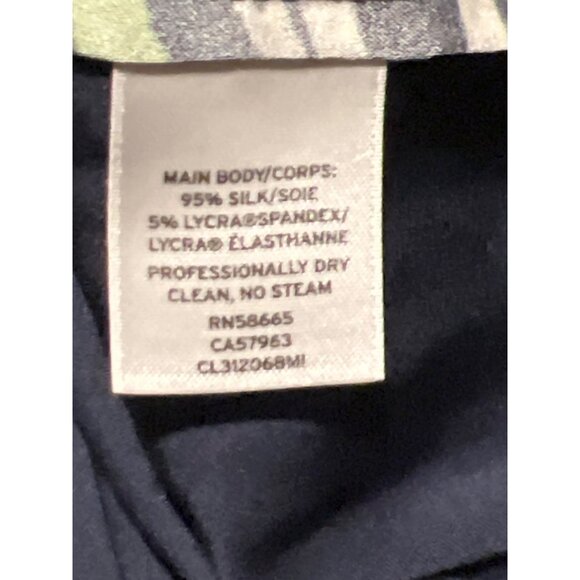 MAIN BODY/CORPS:
95% SILK/SOIE
5% LYCRA®SPANDEX/
LYCRA® ÉLASTHANNE
PROFESSIONALLY DRY
CLEAN, NO STEAM
RN58665
CA57963
CL312068MI